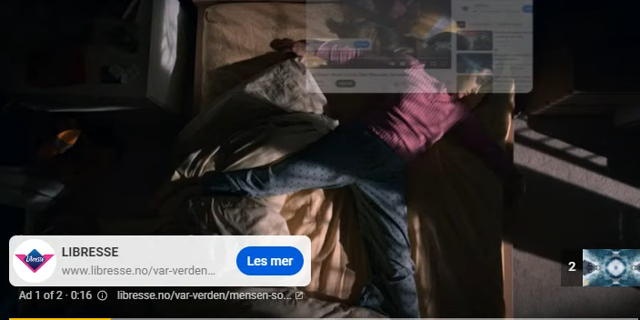 LIBRESSE
www.libresse.no/var-verden...
Les mer
Libresse
2
Ad 1 of 2 · 0:16
libresse.no/var-verden/mensen-so...